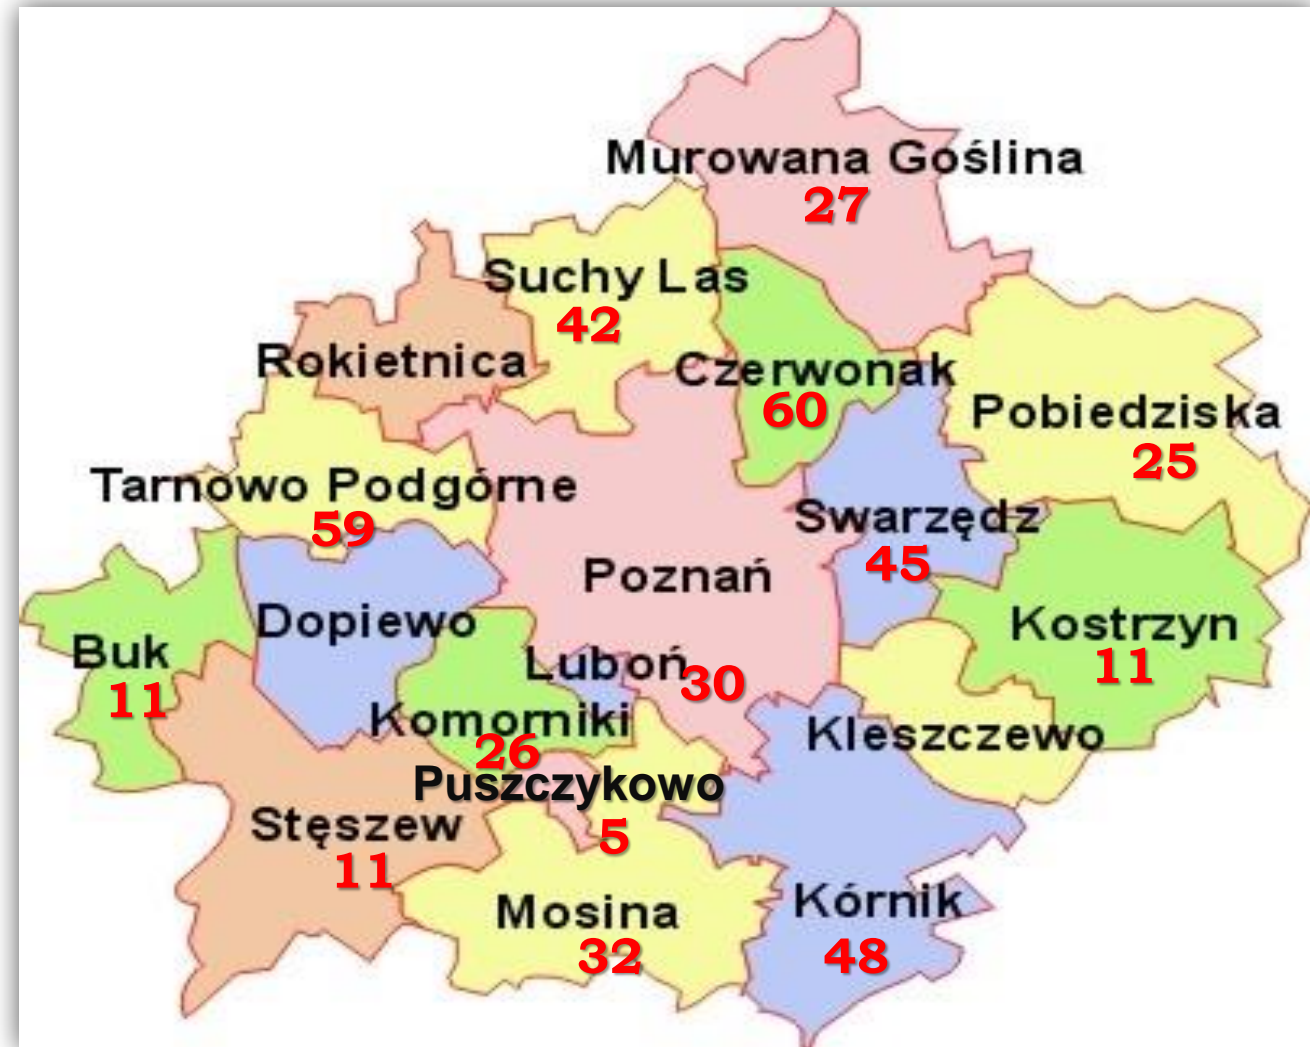 Murowana Goślina
27
Suchy Las
42
Rokietnica
Czerwonak
60
Pobiedziska
25
Tarnowo Podgórne
59
Swarzędz
45
Poznań
Dopiewo
Kostrzyn
11
Buk
11
Luboń
30
Komorniki
26
Kleszczewo
Puszczykowo
5
Stęszew
11
Mosina
32
Kórnik
48